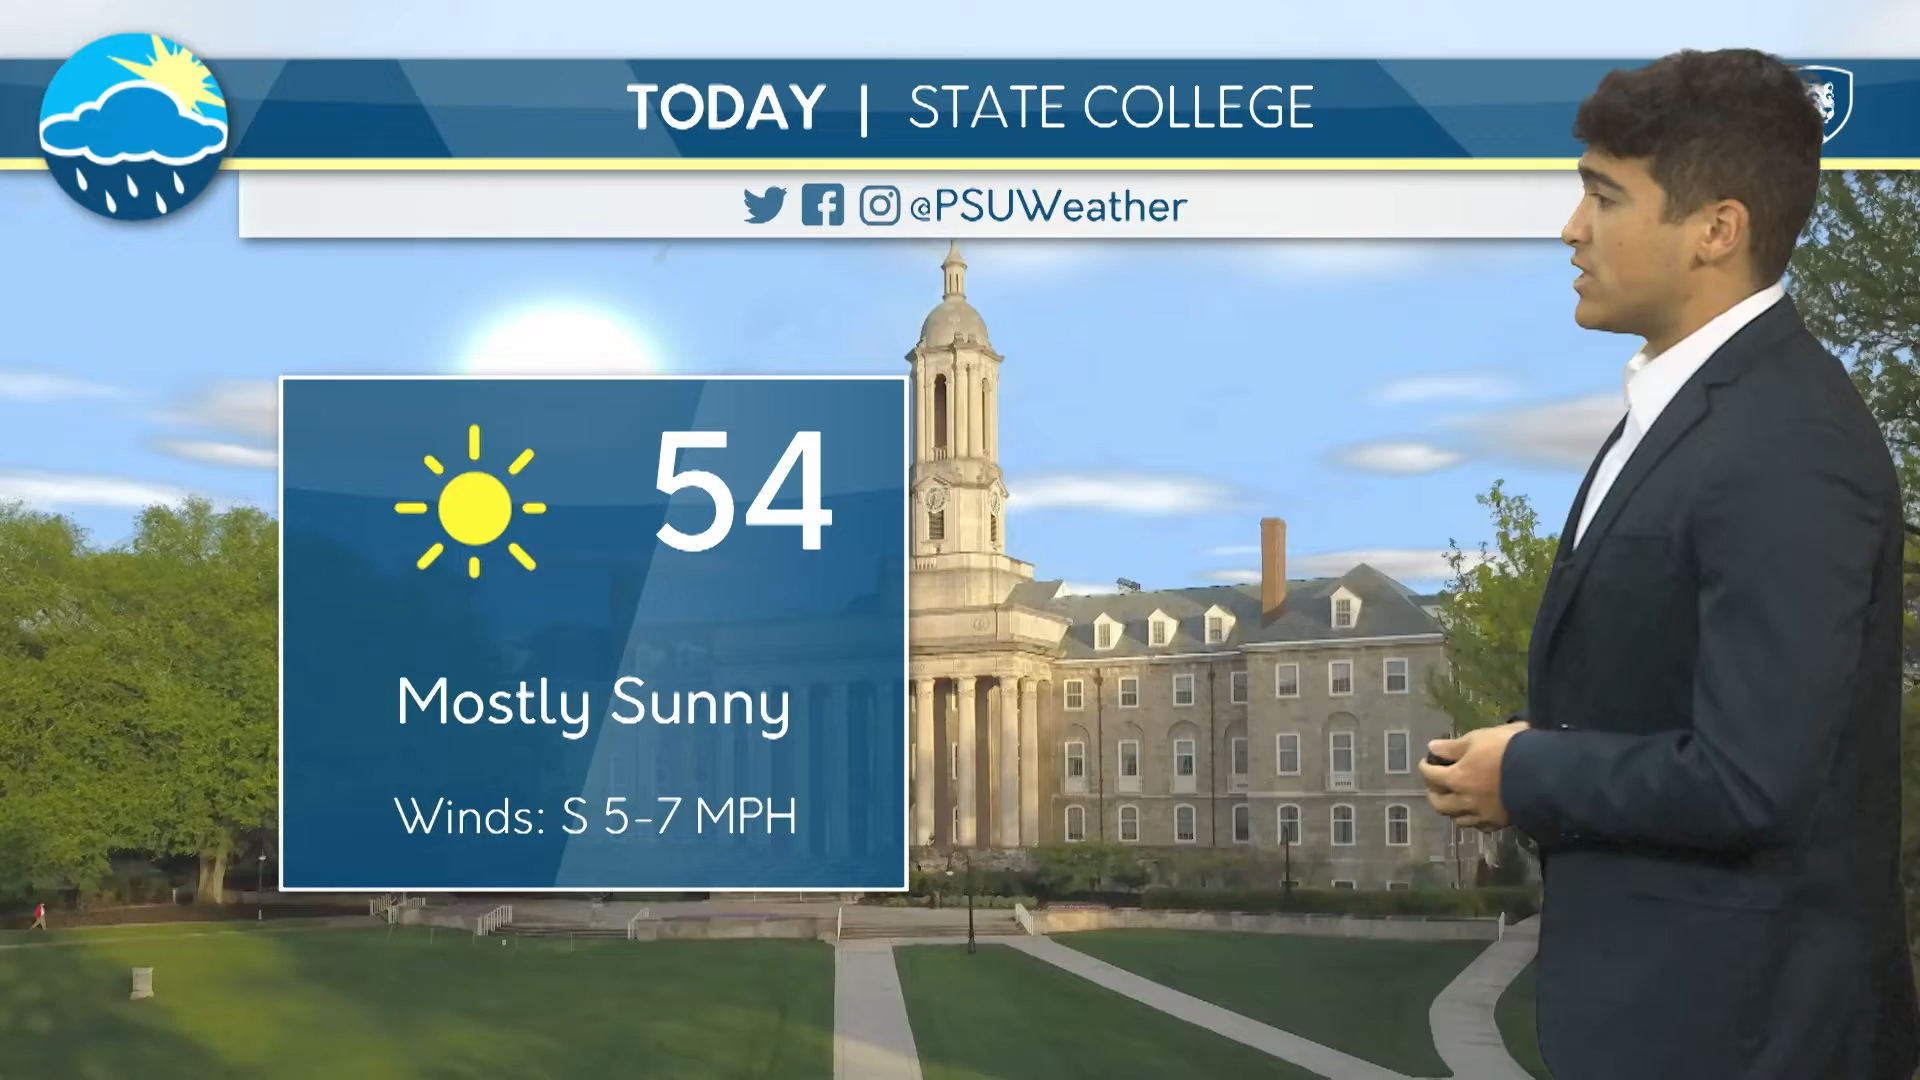 TODAY | STATE COLLEGE
@PSUWeather
54
Mostly Sunny
Winds: S 5-7 MPH